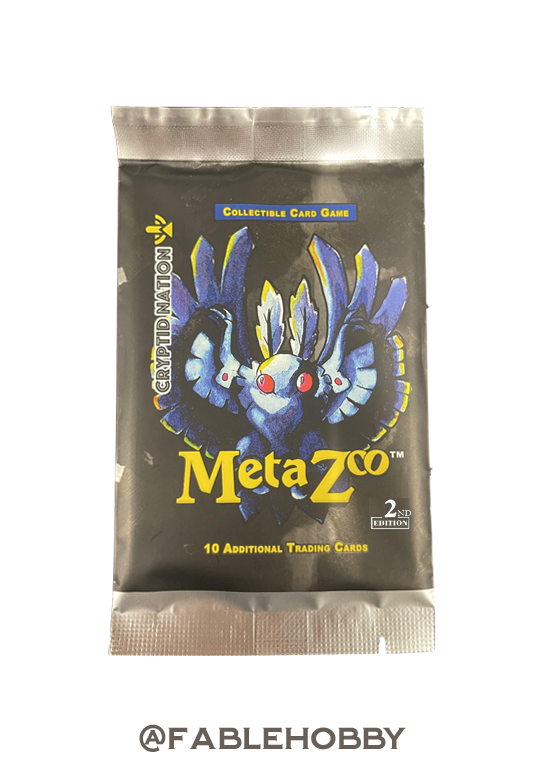 COLLECTIBLE CARD GAME
CRYPTID NATION
MetaZoo™
2ND
EDITION
10 ADDITIONAL TRADING CARDS
@FABLEHOBBY